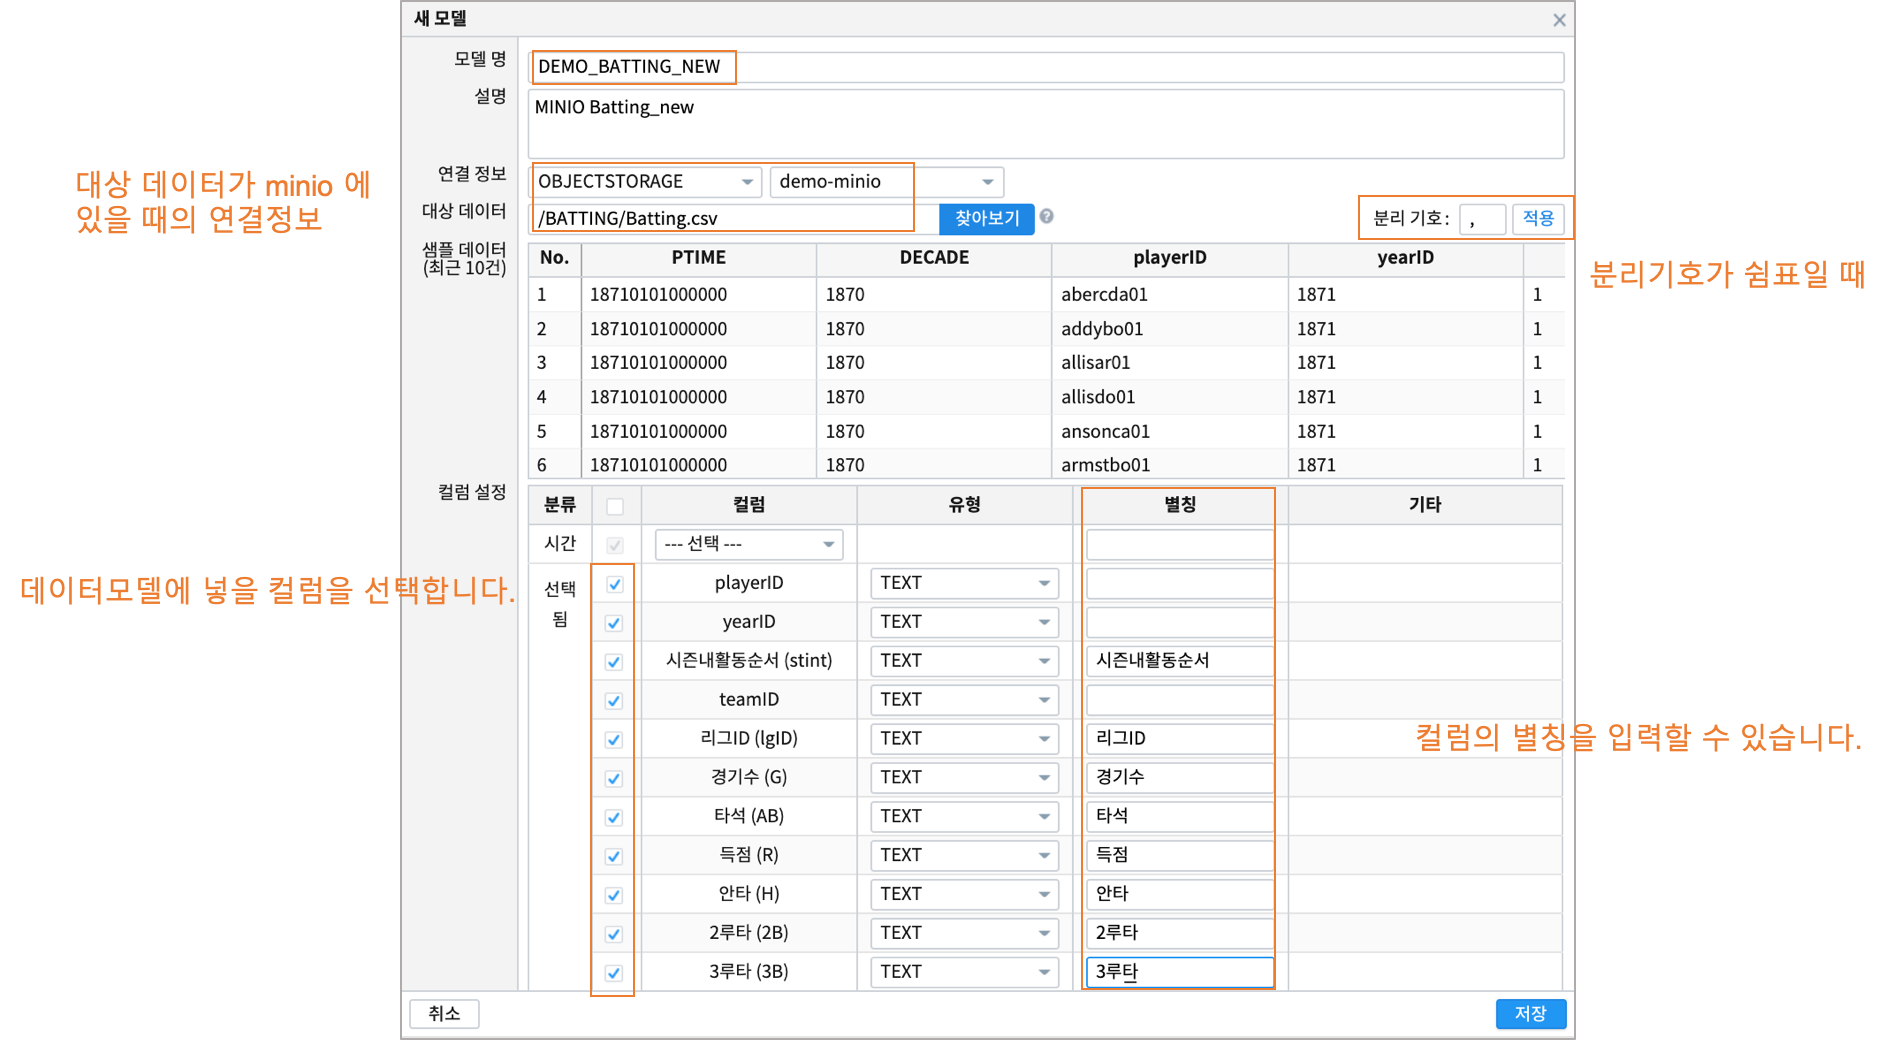 새 모델
모델 명
DEMO_BATTING_NEW
설명
MINIO Batting_new
연결 정보
OBJECTSTORAGE
demo-minio
대상 데이터가 minio 에
있을 때의 연결정보
대상 데이터
/BATTING/Batting.csv
찾아보기
?
분리 기호 :
,
적용
분리기호가 쉼표일 때
샘플 데이터
(최근 10건)
No. PTIME DECADE playerID yearID
1 18710101000000 1870 abercda01 1871 1
2 18710101000000 1870 addybo01 1871 1
3 18710101000000 1870 allisar01 1871 1
4 18710101000000 1870 allisdo01 1871 1
5 18710101000000 1870 ansonca01 1871 1
6 18710101000000 1870 armstbo01 1871 1
컬럼 설정
분류 컬럼 유형 별칭 기타
시간 --- 선택 ---
데이터모델에 넣을 컬럼을 선택합니다.
선택
됨
playerID TEXT
yearID TEXT
시즌내활동순서 (stint) TEXT 시즌내활동순서
teamID TEXT
리그ID (lgID) TEXT 리그ID
컬럼의 별칭을 입력할 수 있습니다.
경기수 (G) TEXT 경기수
타석 (AB) TEXT 타석
득점 (R) TEXT 득점
안타 (H) TEXT 안타
2루타 (2B) TEXT 2루타
3루타 (3B) TEXT 3루타
취소
저장